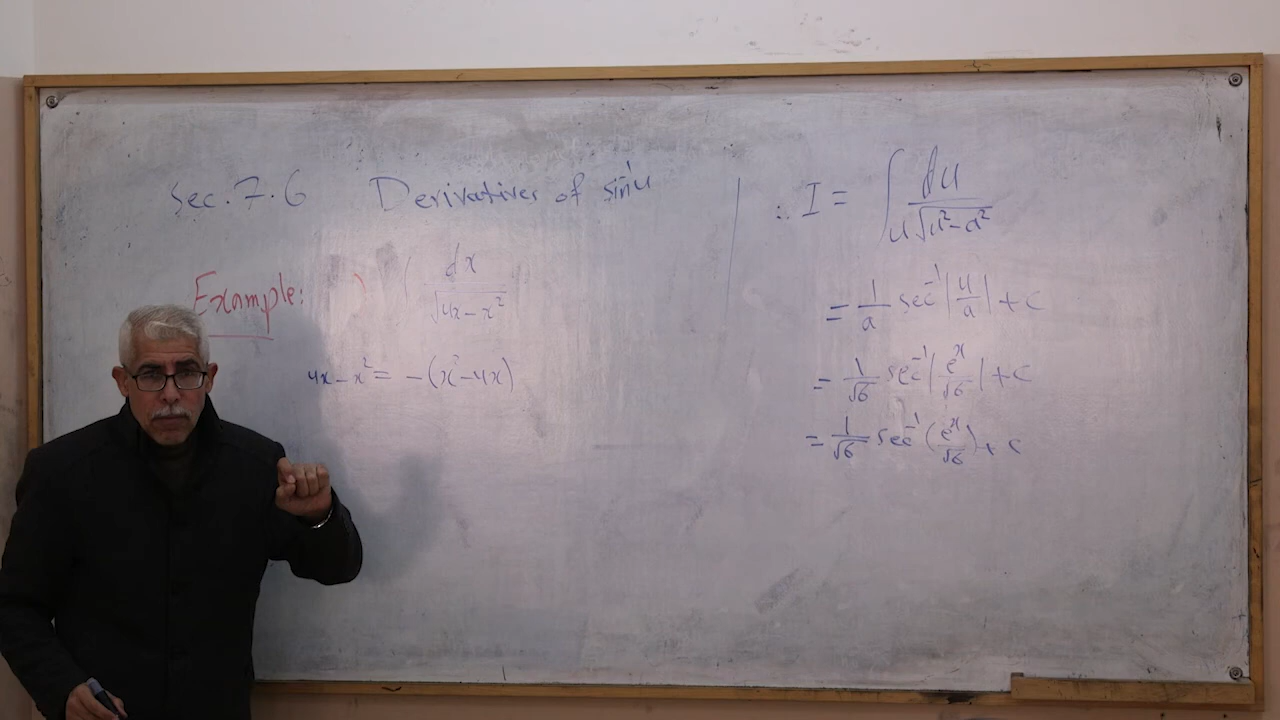 Sec. 7.6 Derivatives of sin⁻¹u
Example: ) ∫ dx / √(4x - x²)
4x - x² = -(x² - 4x)
∴ I = ∫ du / u√(u² - a²)
= 1/a sec⁻¹ |u/a| + c
= 1/√6 sec⁻¹ |eˣ/√6| + c
= 1/√6 sec⁻¹ (eˣ/√6) + c